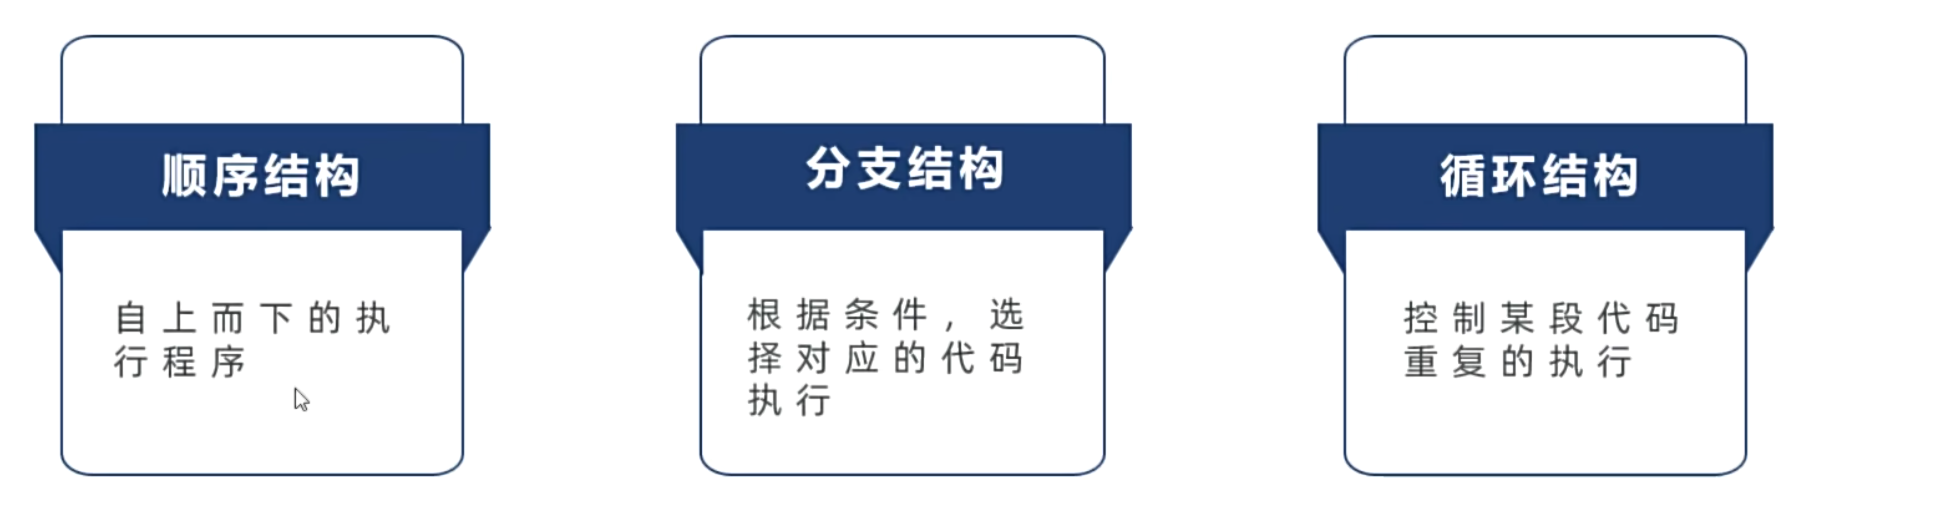 顺序结构
自上而下的执
行程序
分支结构
根据条件，选
择对应的代码
执行
循环结构
控制某段代码
重复的执行